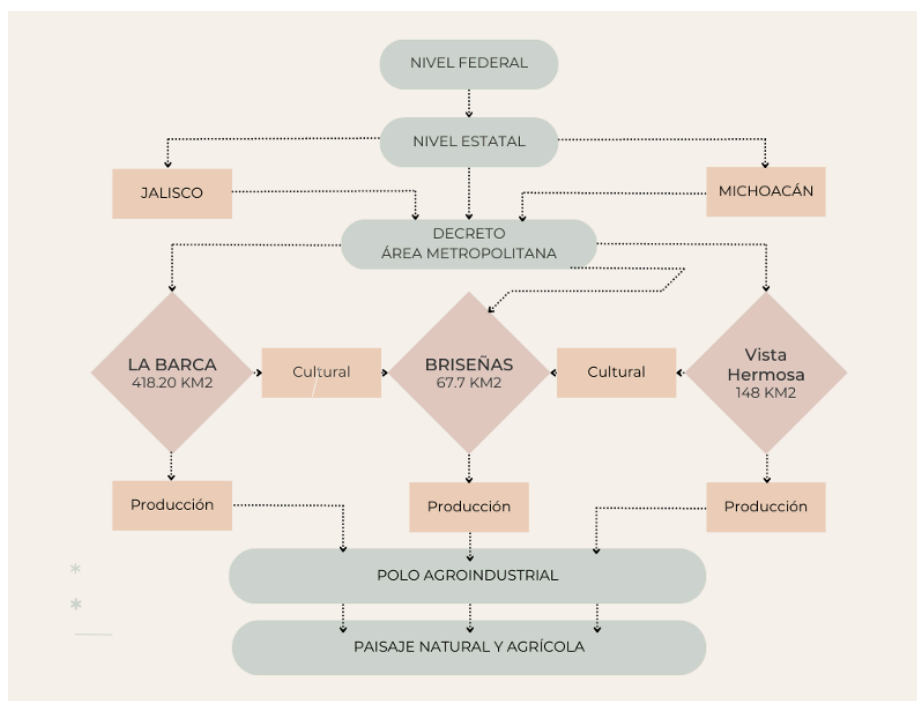 NIVEL FEDERAL
NIVEL ESTATAL
JALISCO
MICHOACÁN
DECRETO
ÁREA METROPOLITANA
LA BARCA
418.20 KM2
Cultural
BRISEÑAS
67.7 KM2
Cultural
Vista
Hermosa
148 KM2
Producción
Producción
Producción
POLO AGROINDUSTRIAL
PAISAJE NATURAL Y AGRÍCOLA